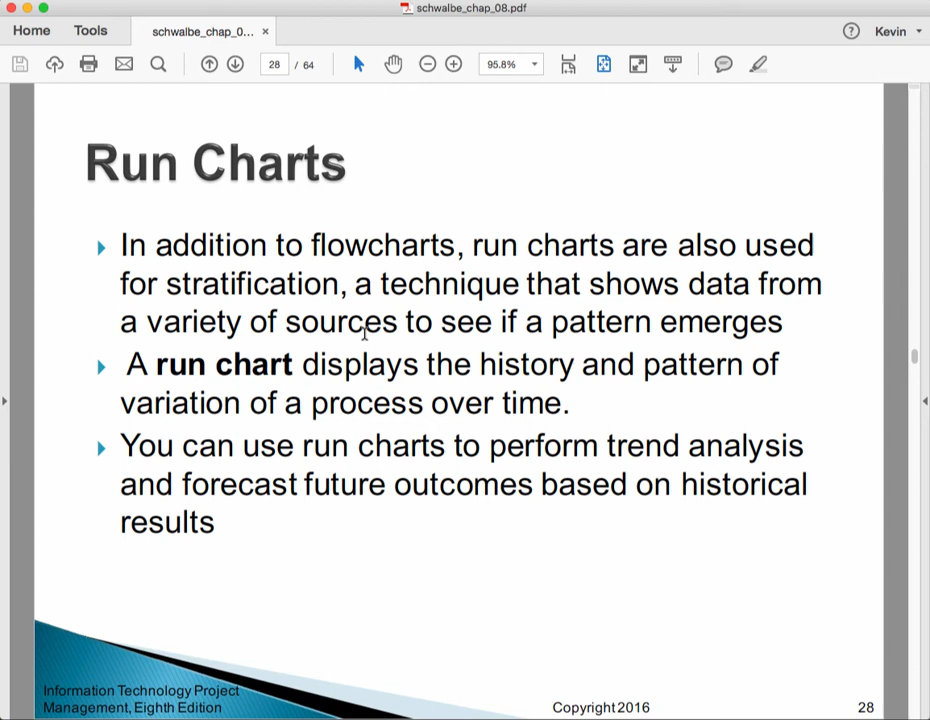 schwalbe_chap_08.pdf
Home Tools schwalbe_chap_0... × ? Kevin
28 / 64 95.8%
Run Charts
In addition to flowcharts, run charts are also used
for stratification, a technique that shows data from
a variety of sources to see if a pattern emerges
A run chart displays the history and pattern of
variation of a process over time.
You can use run charts to perform trend analysis
and forecast future outcomes based on historical
results
Information Technology Project
Management, Eighth Edition Copyright 2016 28